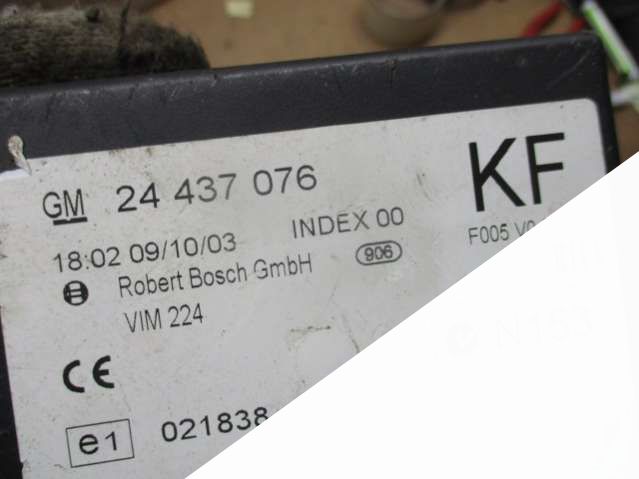 GM 24 437 076
KF
18:02 09/10/03 INDEX 00
F005
Robert Bosch GmbH 906
VIM 224
CE
e1 021838